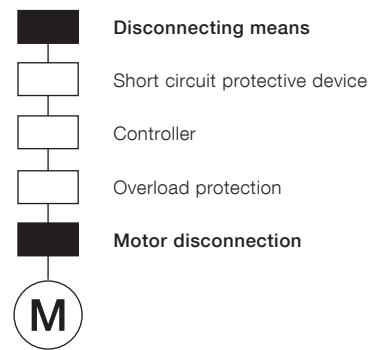 Disconnecting means
Short circuit protective device
Controller
Overload protection
Motor disconnection
M